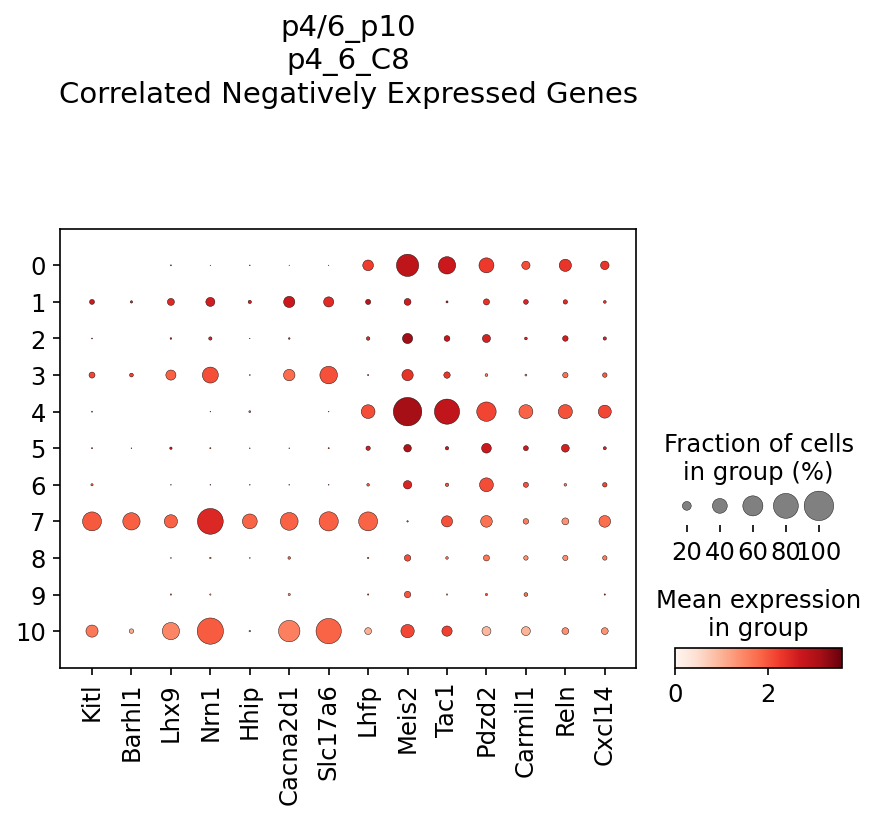 p4/6_p10
p4_6_C8
Correlated Negatively Expressed Genes
0
1
2
3
4
5
6
7
8
9
10
Kitl
Barhl1
Lhx9
Nrn1
Hhip
Cacna2d1
Slc17a6
Lhfp
Meis2
Tac1
Pdzd2
Carmil1
Reln
Cxcl14
Fraction of cells
in group (%)
20 40 60 80 100
Mean expression
in group
0 2